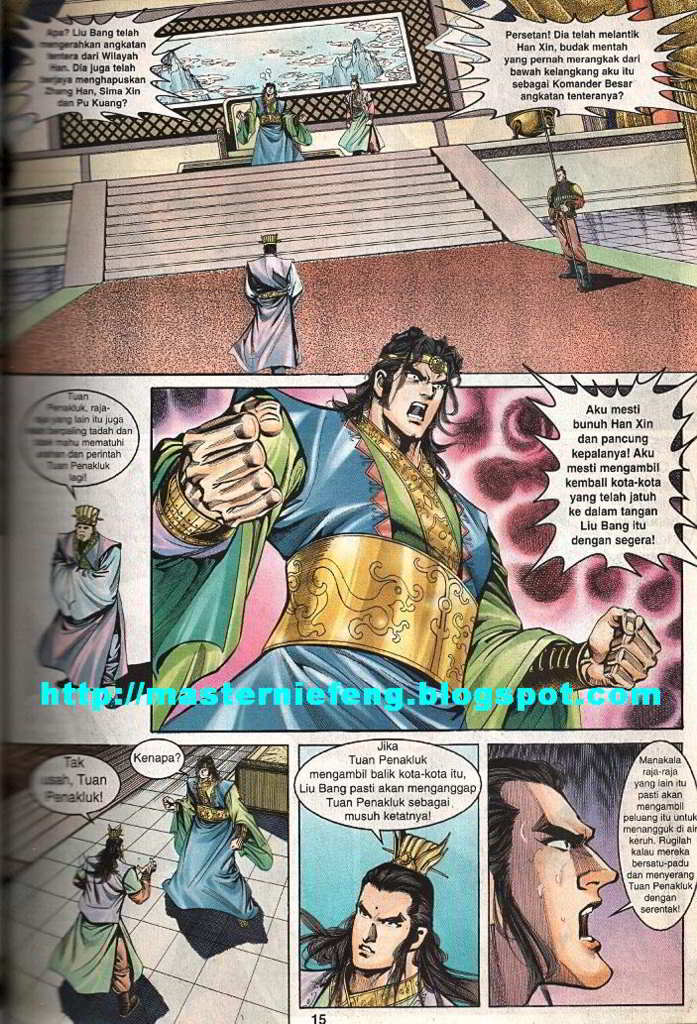 Apa? Liu Bang telah
mengerahkan angkatan
tentera dari Wilayah
Han. Dia juga telah
berjaya menghapuskan
Zhang Han, Sima Xin
dan Pu Kuang?
Persetan! Dia telah melantik
Han Xin, budak mentah
yang pernah merangkak dari
bawah kelangkang aku itu
sebagai Komander Besar
angkatan tenteranya?
Tuan
Penakluk, raja-
raja yang lain itu juga
telah berpaling tadah dan
tidak mahu mematuhi
arahan dan perintah
Tuan Penakluk
lagi!
Aku mesti
bunuh Han Xin
dan pancung
kepalanya! Aku
mesti mengambil
kembali kota-kota
yang telah jatuh
ke dalam tangan
Liu Bang itu
dengan segera!
http://masterniefeng.blogspot.com
Tak
usah, Tuan
Penakluk!
Kenapa?
Jika
Tuan Penakluk
mengambil balik kota-kota itu,
Liu Bang pasti akan menganggap
Tuan Penakluk sebagai
musuh ketatnya!
Manakala
raja-raja
yang lain itu
pasti akan
mengambil
peluang itu untuk
menangguk di air
keruh. Rugilah
kalau mereka
bersatu-padu
dan menyerang
Tuan Penakluk
dengan
serentak!
15